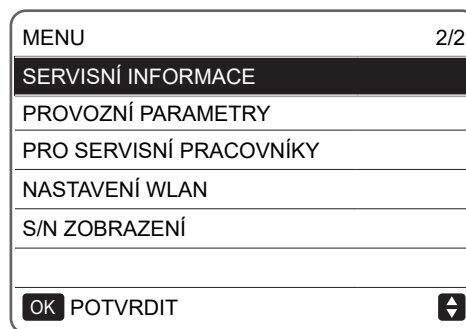 MENU 2/2
SERVISNÍ INFORMACE
PROVOZNÍ PARAMETRY
PRO SERVISNÍ PRACOVNÍKY
NASTAVENÍ WLAN
S/N ZOBRAZENÍ
OK POTVRDIT